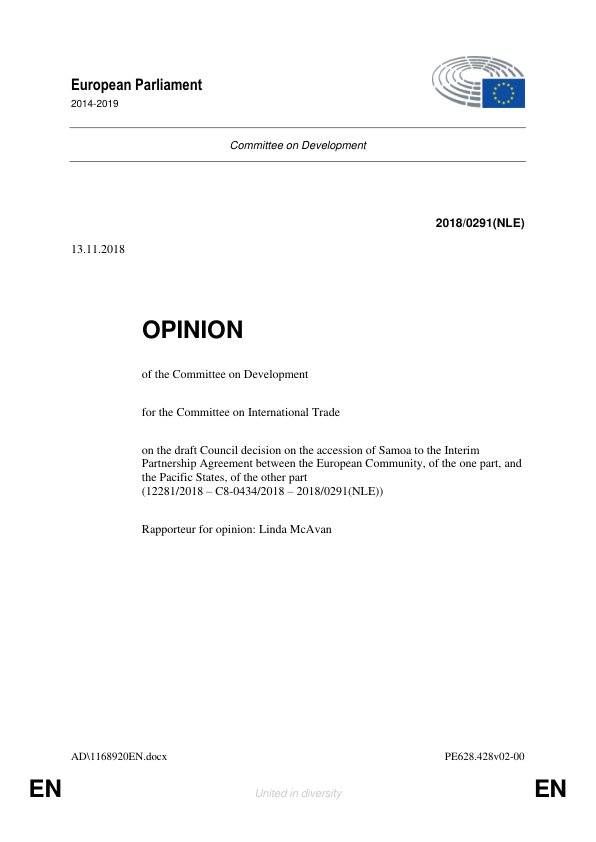 European Parliament
2014-2019
Committee on Development
2018/0291(NLE)
13.11.2018
OPINION
of the Committee on Development
for the Committee on International Trade
on the draft Council decision on the accession of Samoa to the Interim
Partnership Agreement between the European Community, of the one part, and
the Pacific States, of the other part
(12281/2018 – C8-0434/2018 – 2018/0291(NLE))
Rapporteur for opinion: Linda McAvan
AD\1168920EN.docx
PE628.428v02-00
EN
United in diversity
EN